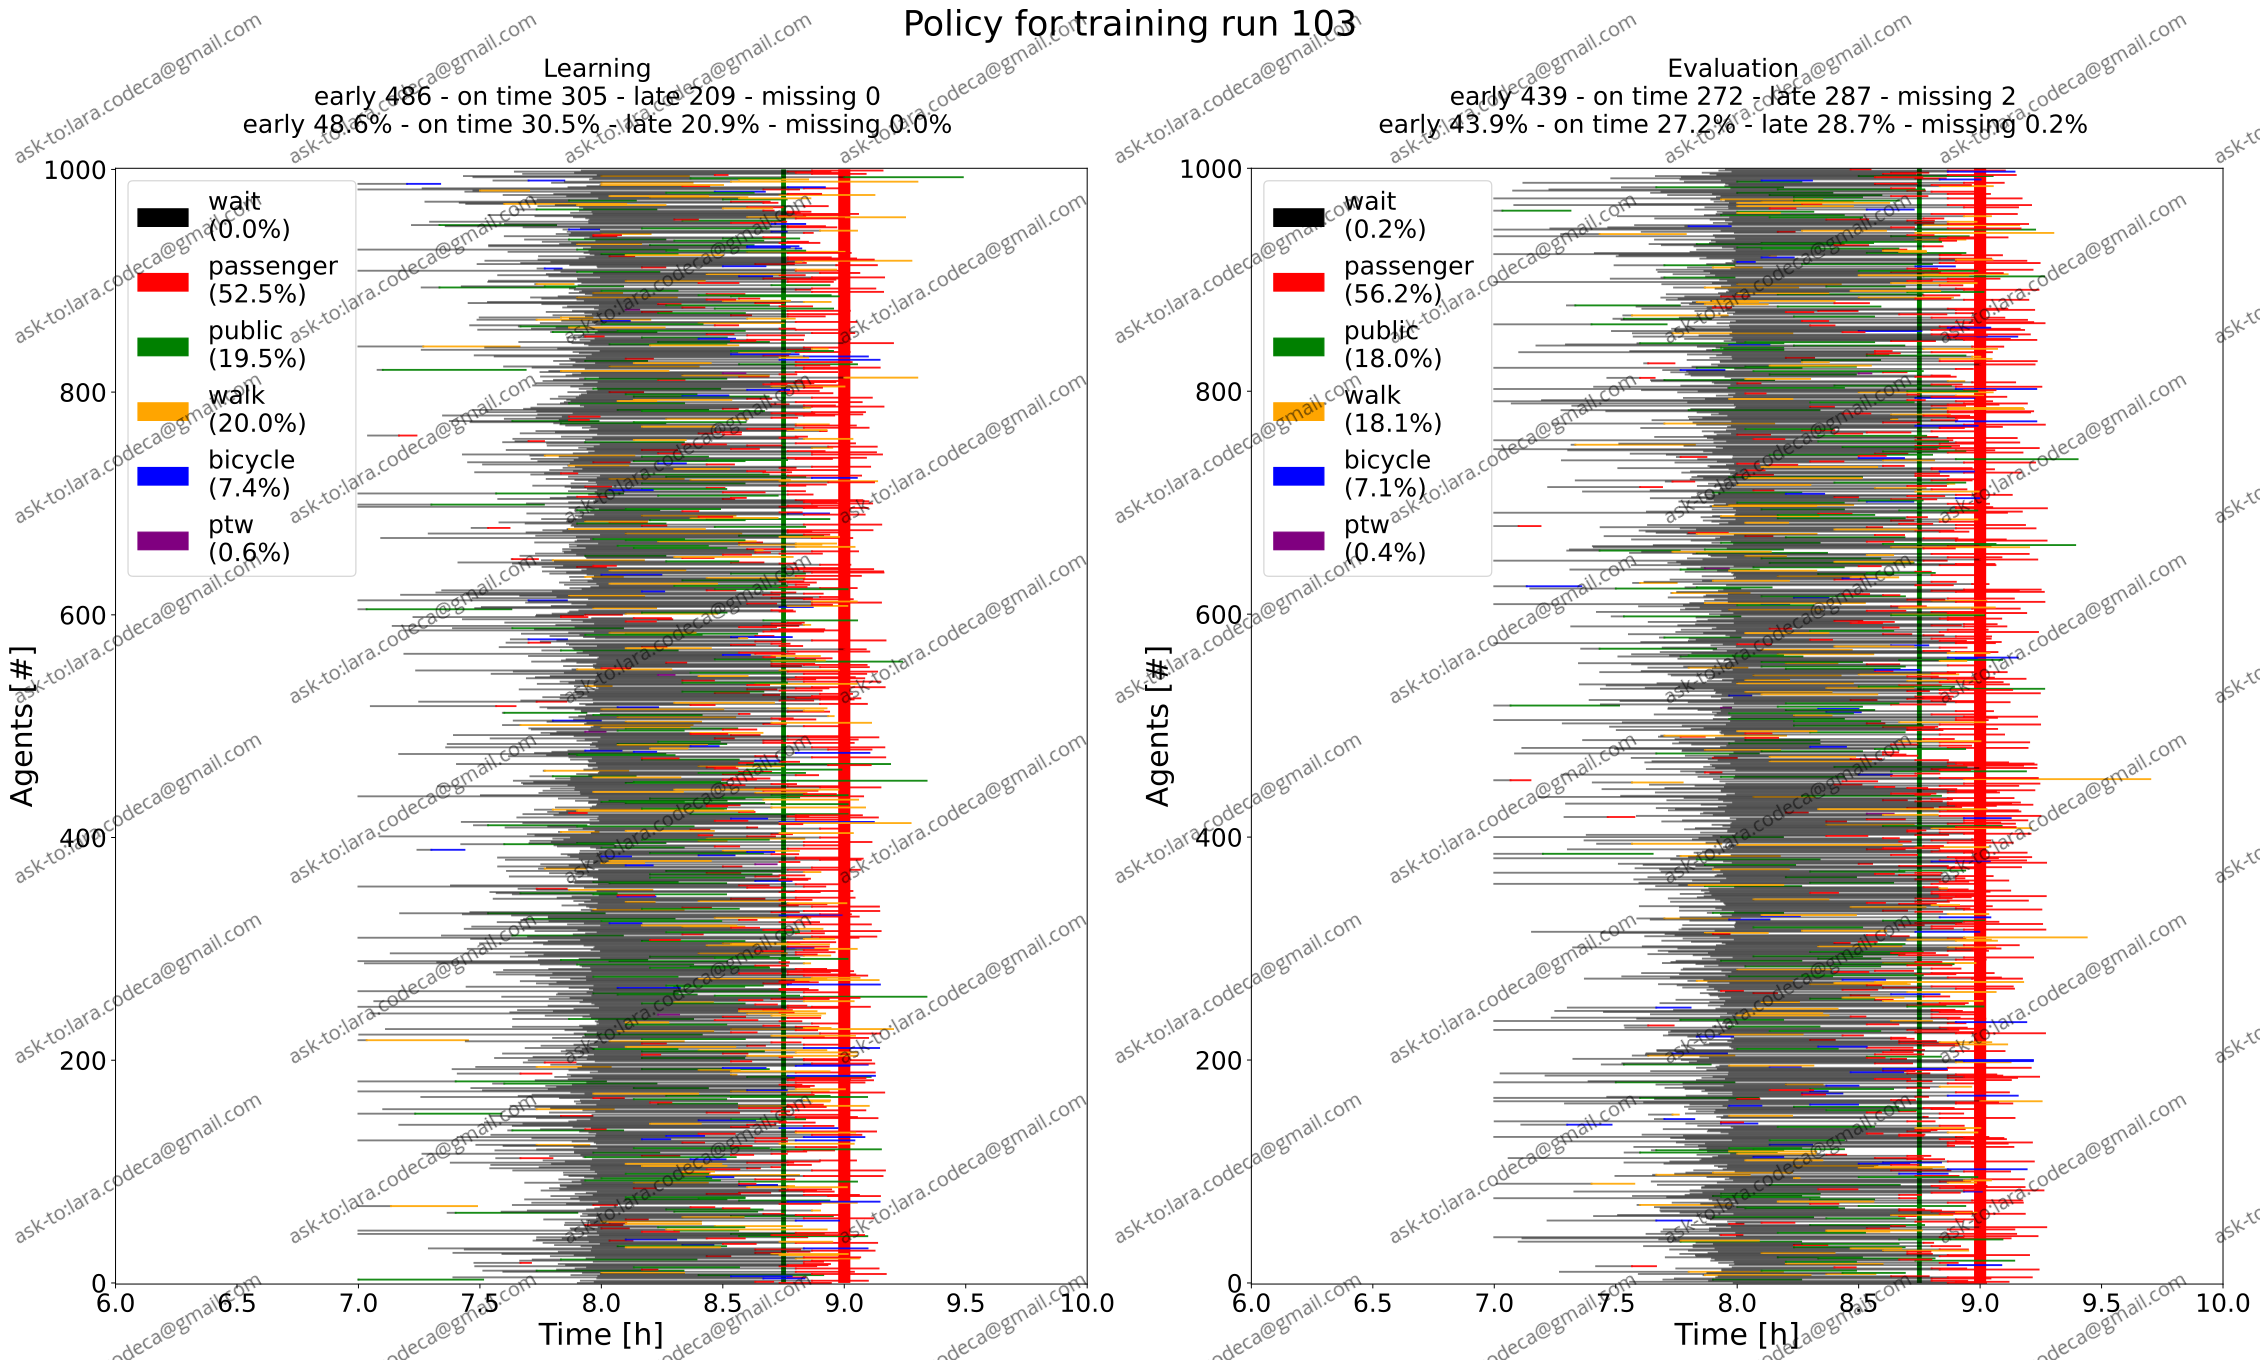 Policy for training run 103
Learning
early 486 - on time 305 - late 209 - missing 0
early 48.6% - on time 30.5% - late 20.9% - missing 0.0%
1000
800
600
400
200
0
Agents [#]
wait
(0.0%)
passenger
(52.5%)
public
(19.5%)
walk
(20.0%)
bicycle
(7.4%)
ptw
(0.6%)
6.0 6.5 7.0 7.5 8.0 8.5 9.0 9.5 10.0
Time [h]
Evaluation
early 439 - on time 272 - late 287 - missing 2
early 43.9% - on time 27.2% - late 28.7% - missing 0.2%
1000
800
600
400
200
0
Agents [#]
wait
(0.2%)
passenger
(56.2%)
public
(18.0%)
walk
(18.1%)
bicycle
(7.1%)
ptw
(0.4%)
6.0 6.5 7.0 7.5 8.0 8.5 9.0 9.5 10.0
Time [h]
ask-to:lara.codeca@gmail.com